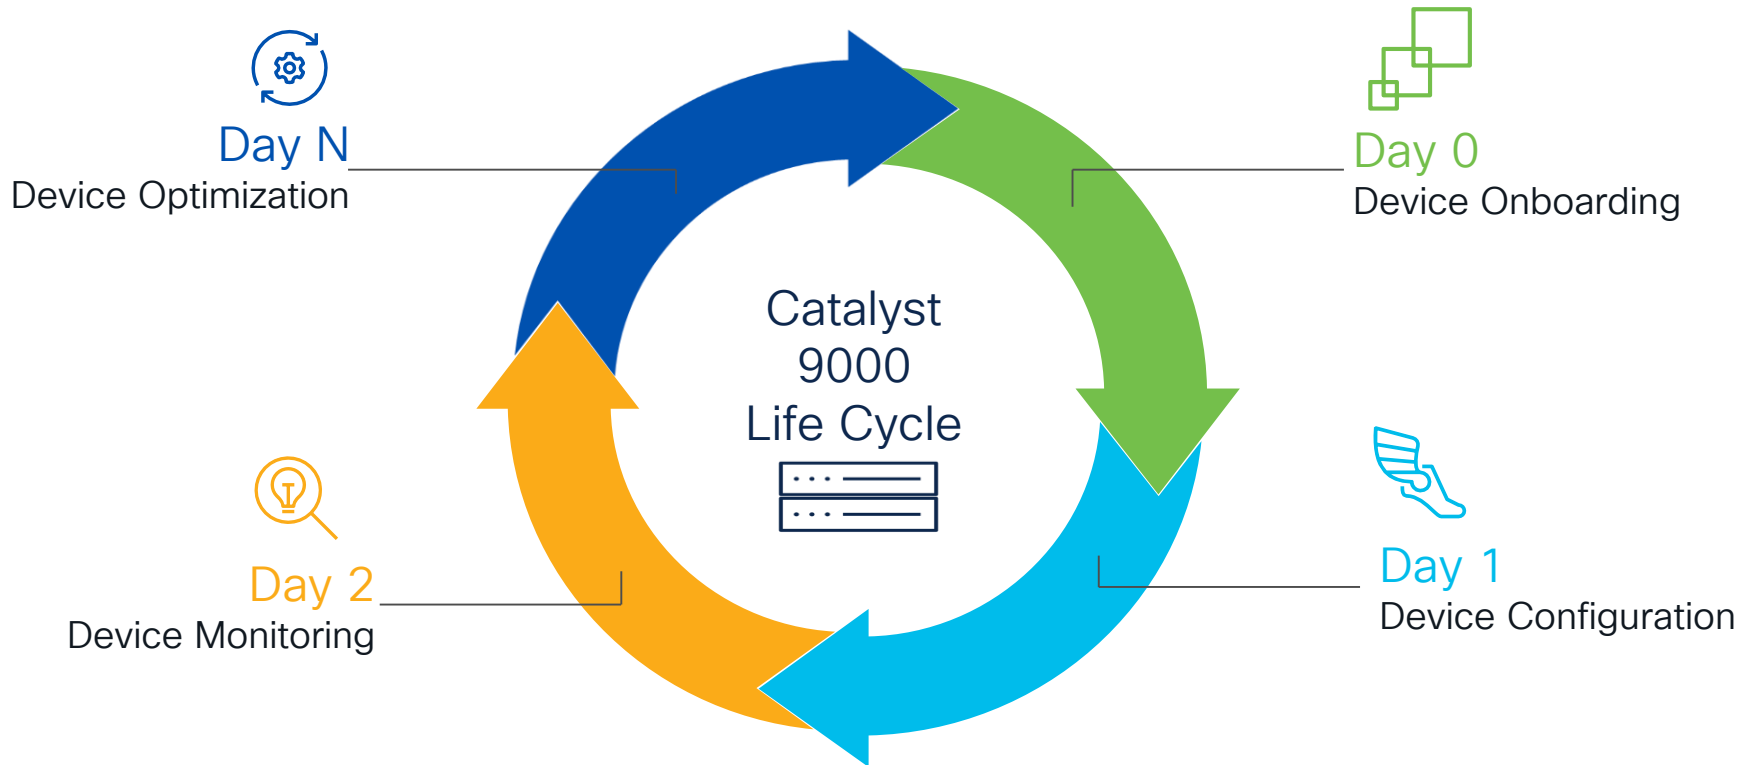 Day N
Device Optimization
Day 0
Device Onboarding
Catalyst
9000
Life Cycle
Day 2
Device Monitoring
Day 1
Device Configuration